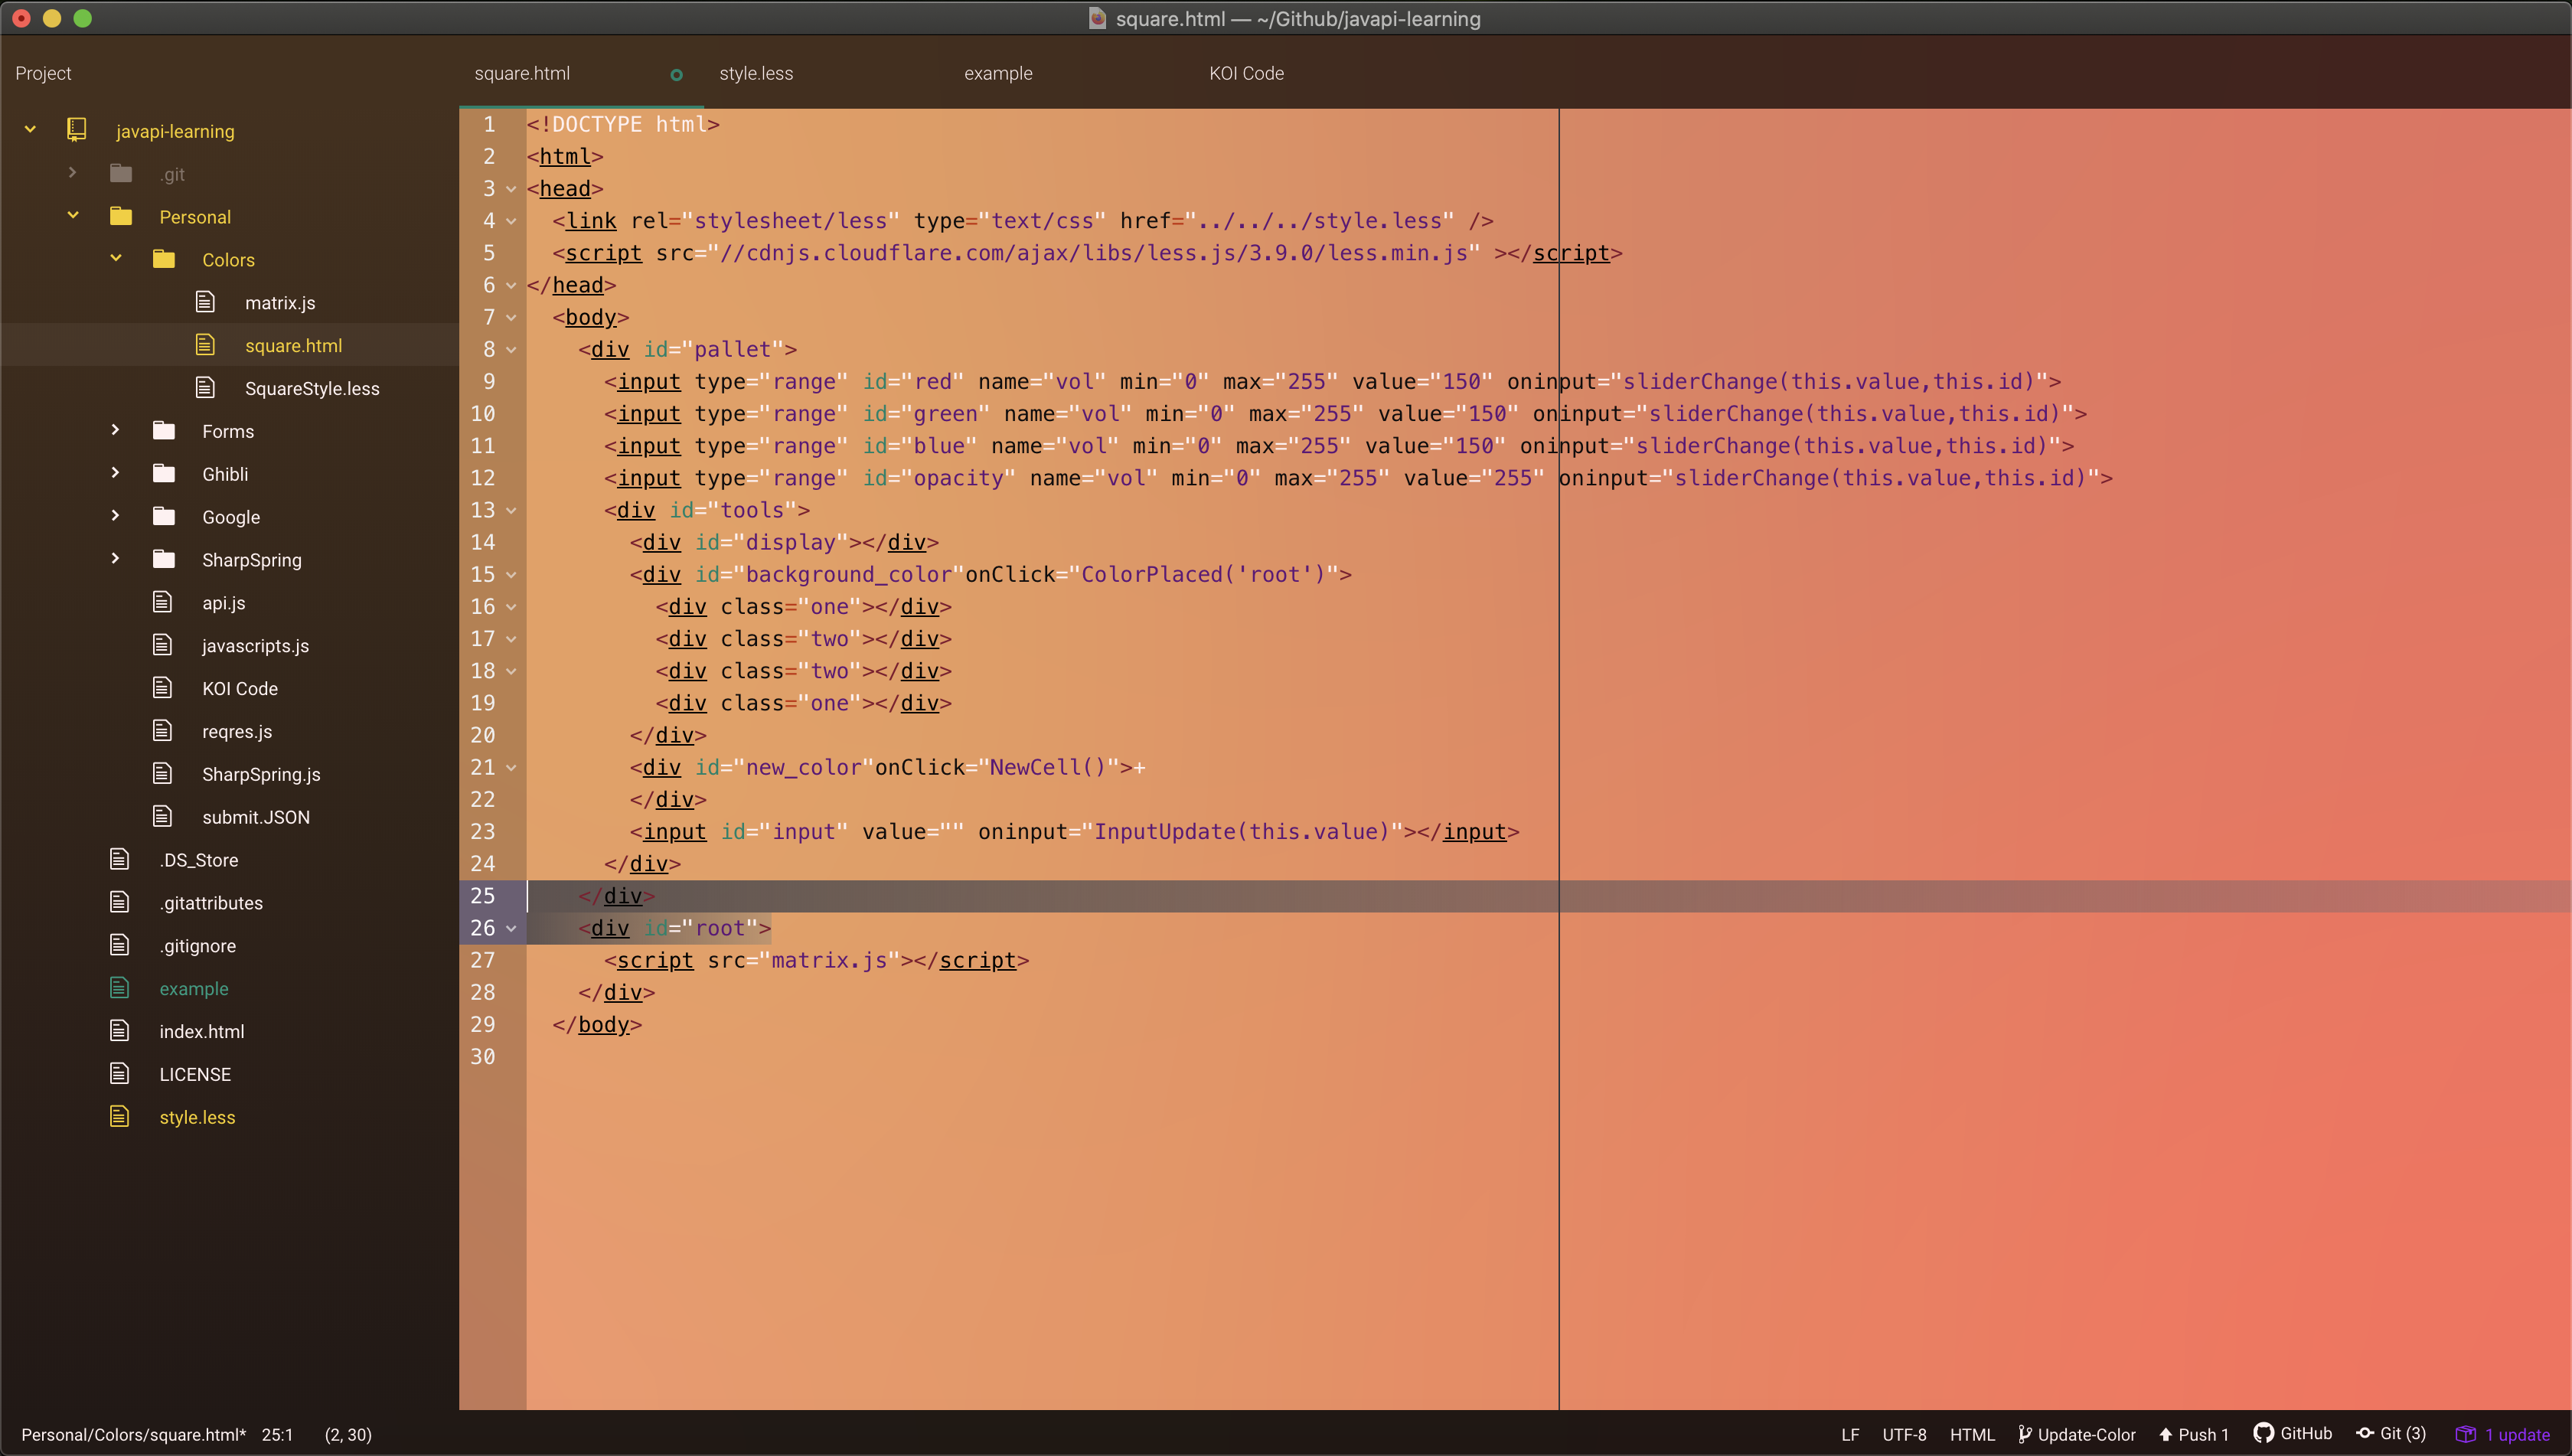 square.html — ~/Github/javapi-learning
Project
square.html
style.less
example
KOI Code
javapi-learning
.git
Personal
Colors
matrix.js
square.html
SquareStyle.less
Forms
Ghibli
Google
SharpSpring
api.js
javascripts.js
KOI Code
reqres.js
SharpSpring.js
submit.JSON
.DS_Store
.gitattributes
.gitignore
example
index.html
LICENSE
style.less
1 <!DOCTYPE html>
2 <html>
3 <head>
4   <link rel="stylesheet/less" type="text/css" href="../../../style.less" />
5   <script src="//cdnjs.cloudflare.com/ajax/libs/less.js/3.9.0/less.min.js" ></script>
6 </head>
7   <body>
8     <div id="pallet">
9       <input type="range" id="red" name="vol" min="0" max="255" value="150" oninput="sliderChange(this.value,this.id)">
10       <input type="range" id="green" name="vol" min="0" max="255" value="150" oninput="sliderChange(this.value,this.id)">
11       <input type="range" id="blue" name="vol" min="0" max="255" value="150" oninput="sliderChange(this.value,this.id)">
12       <input type="range" id="opacity" name="vol" min="0" max="255" value="255" oninput="sliderChange(this.value,this.id)">
13       <div id="tools">
14         <div id="display"></div>
15         <div id="background_color"onClick="ColorPlaced('root')">
16           <div class="one"></div>
17           <div class="two"></div>
18           <div class="two"></div>
19           <div class="one"></div>
20         </div>
21         <div id="new_color"onClick="NewCell()">+
22         </div>
23         <input id="input" value="" oninput="InputUpdate(this.value)"></input>
24       </div>
25     </div>
26     <div id="root">
27       <script src="matrix.js"></script>
28     </div>
29   </body>
30
Personal/Colors/square.html* 25:1 (2, 30)
LF UTF-8 HTML Update-Color Push 1 GitHub Git (3) 1 update